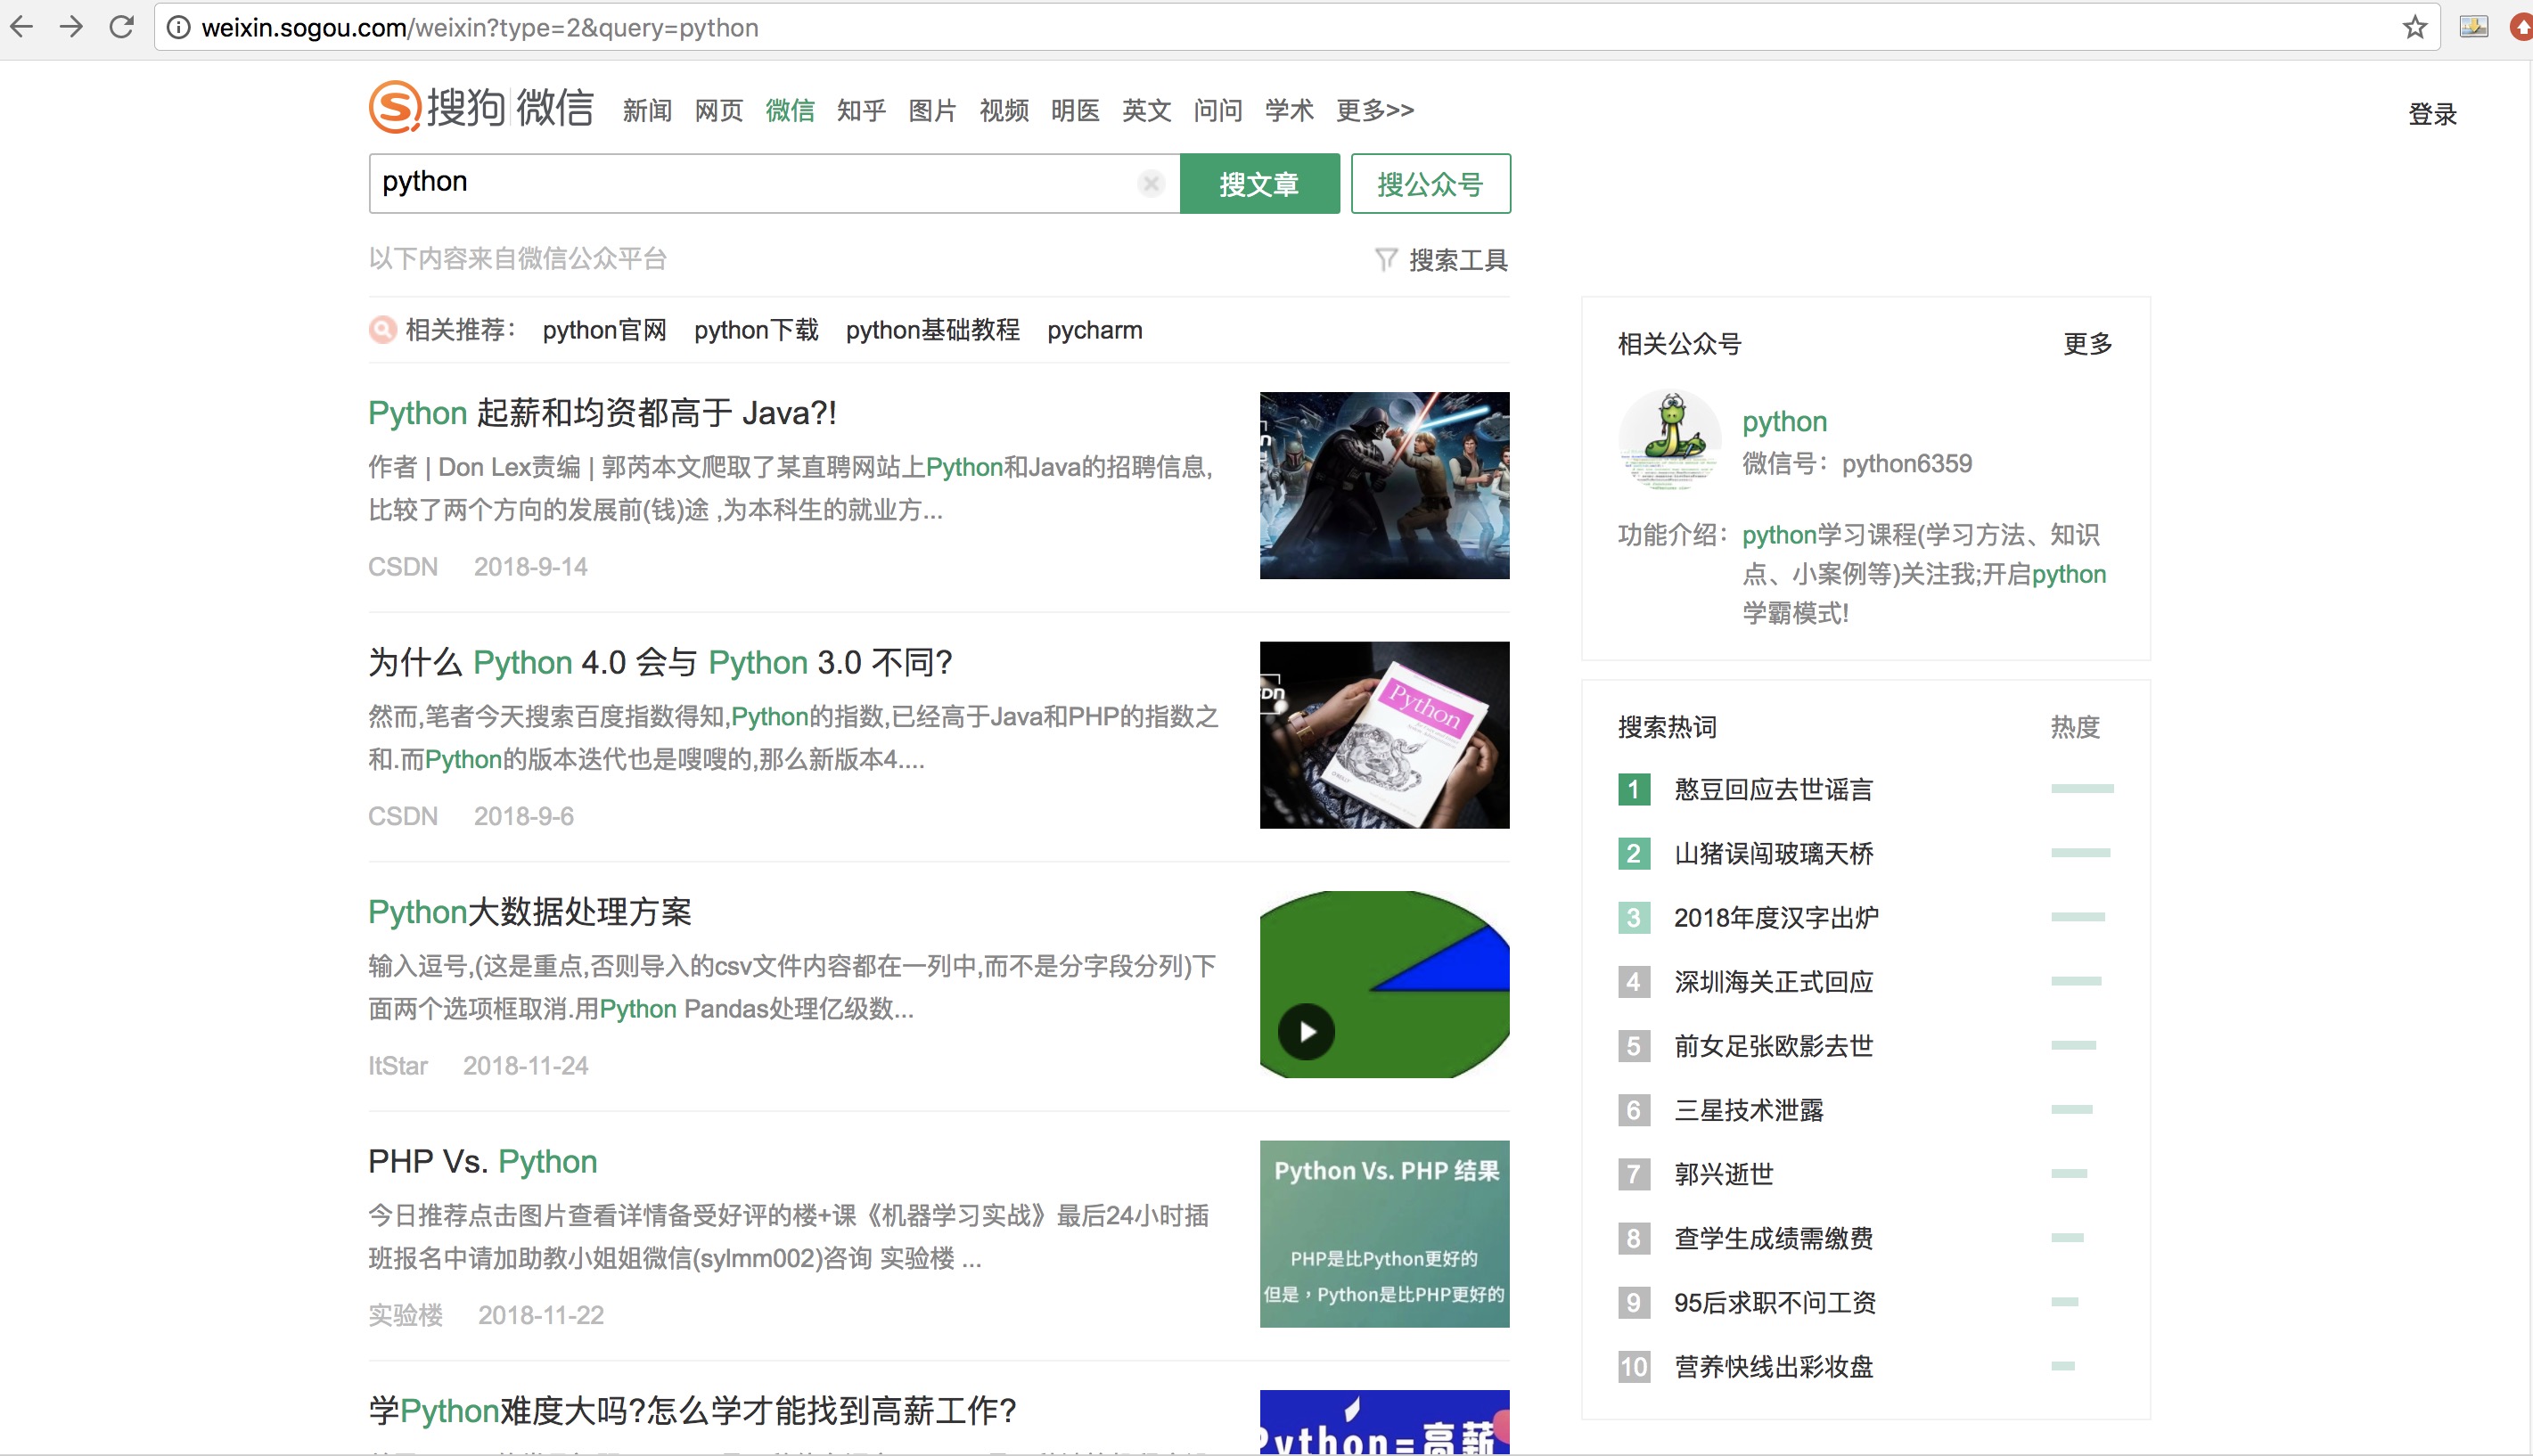 weixin.sogou.com/weixin?type=2&query=python
搜狗 微信 新闻 网页 微信 知乎 图片 视频 明医 英文 问问 学术 更多>>
登录
python
搜文章
搜公众号
以下内容来自微信公众平台
搜索工具
相关推荐： python官网 python下载 python基础教程 pycharm
Python 起薪和均资都高于 Java?!
作者 | Don Lex责编 | 郭芮本文爬取了某直聘网站上Python和Java的招聘信息,
比较了两个方向的发展前(钱)途 ,为本科生的就业方...
CSDN 2018-9-14
为什么 Python 4.0 会与 Python 3.0 不同?
然而,笔者今天搜索百度指数得知,Python的指数,已经高于Java和PHP的指数之
和.而Python的版本迭代也是嗖嗖的,那么新版本4....
CSDN 2018-9-6
DN
Python
O'REILLY
Python大数据处理方案
输入逗号,(这是重点,否则导入的csv文件内容都在一列中,而不是分字段分列)下
面两个选项框取消.用Python Pandas处理亿级数...
ItStar 2018-11-24
PHP Vs. Python
今日推荐点击图片查看详情备受好评的楼+课《机器学习实战》最后24小时插
班报名中请加助教小姐姐微信(sylmm002)咨询 实验楼 ...
实验楼 2018-11-22
Python Vs. PHP 结果
PHP是比Python更好的
但是，Python是比PHP更好的
学Python难度大吗?怎么学才能找到高薪工作?
Python=高薪
相关公众号 更多
python
微信号：python6359
功能介绍：python学习课程(学习方法、知识
点、小案例等)关注我;开启python
学霸模式!
搜索热词 热度
1 憨豆回应去世谣言
2 山猪误闯玻璃天桥
3 2018年度汉字出炉
4 深圳海关正式回应
5 前女足张欧影去世
6 三星技术泄露
7 郭兴逝世
8 查学生成绩需缴费
9 95后求职不问工资
10 营养快线出彩妆盘